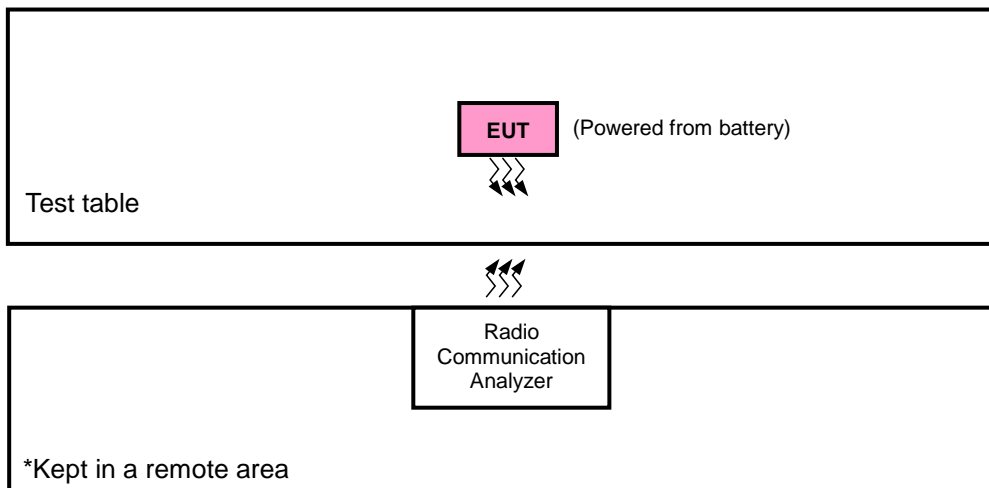 EUT
(Powered from battery)
Test table
Radio
Communication
Analyzer
*Kept in a remote area